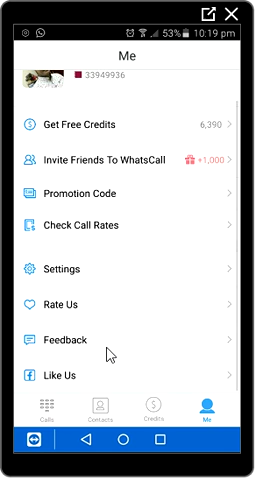 53% 10:19 pm
Me
33949936
Get Free Credits 6,390
Invite Friends To WhatsCall +1,000
Promotion Code
Check Call Rates
Settings
Rate Us
Feedback
Like Us
Calls Contacts Credits Me